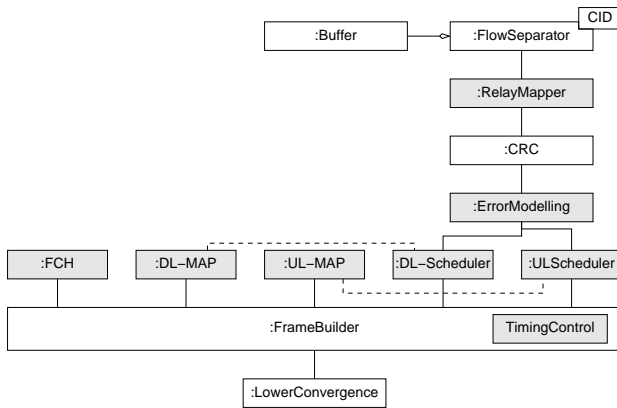 CID
:Buffer
:FlowSeparator
:RelayMapper
:CRC
:ErrorModelling
:FCH
:DL−MAP
:UL−MAP
:DL−Scheduler
:ULScheduler
:FrameBuilder
TimingControl
:LowerConvergence